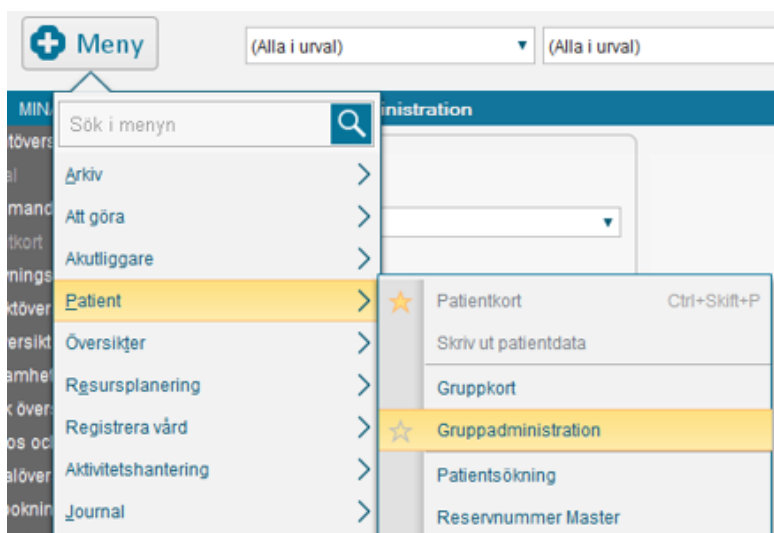 Meny
(Alla i urval)
(Alla i urval)
Sök i menyn
Arkiv
Att göra
Akutliggare
Patient
Översikter
Resursplanering
Registrera vård
Aktivitetshantering
Journal
Patientkort Ctrl+Skift+P
Skriv ut patientdata
Gruppkort
Gruppadministration
Patientsökning
Reservnummer Master